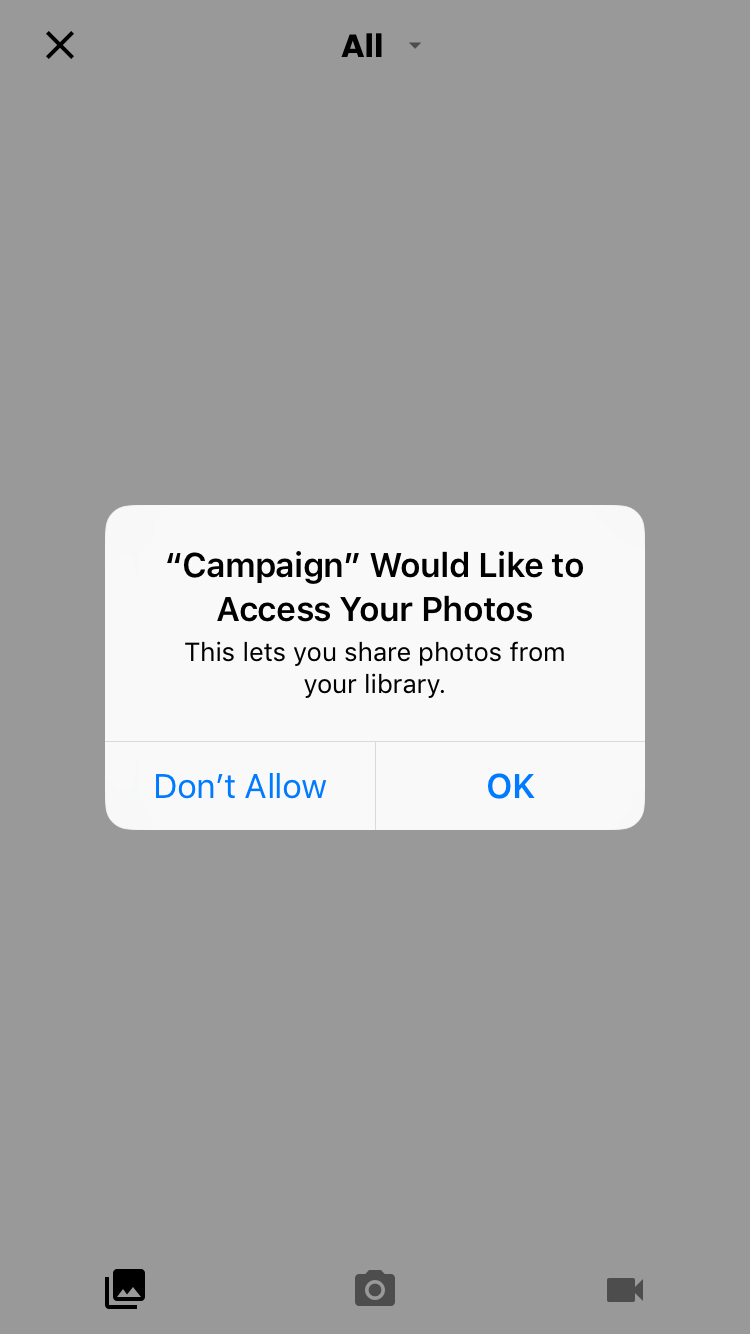 All
“Campaign” Would Like to
Access Your Photos
This lets you share photos from
your library.
Don’t Allow
OK